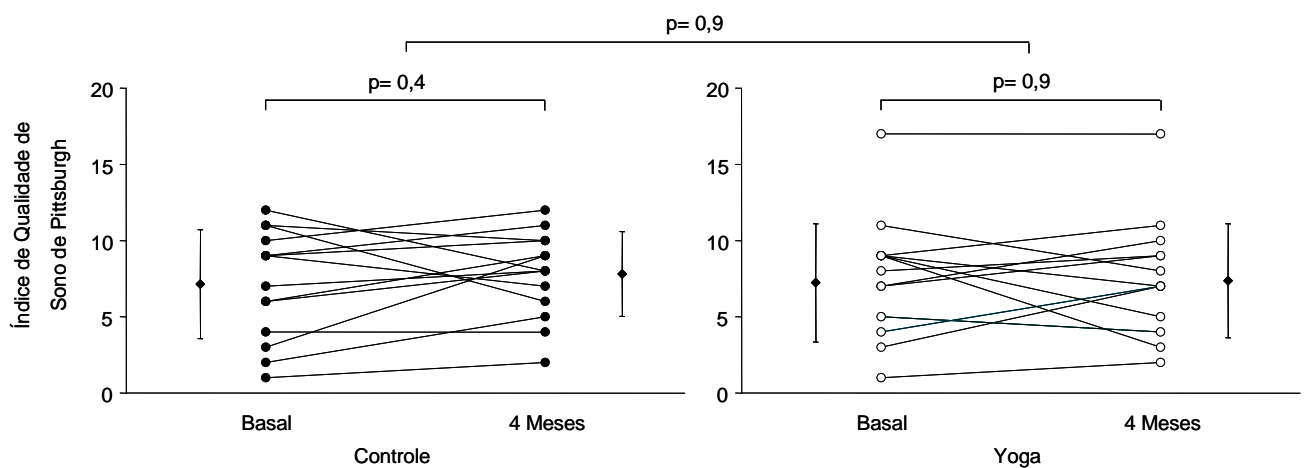 p= 0,9
p= 0,4
p= 0,9
Índice de Qualidade de
Sono de Pittsburgh
20
15
10
5
0
Basal
4 Meses
Controle
20
15
10
5
0
Basal
4 Meses
Yoga